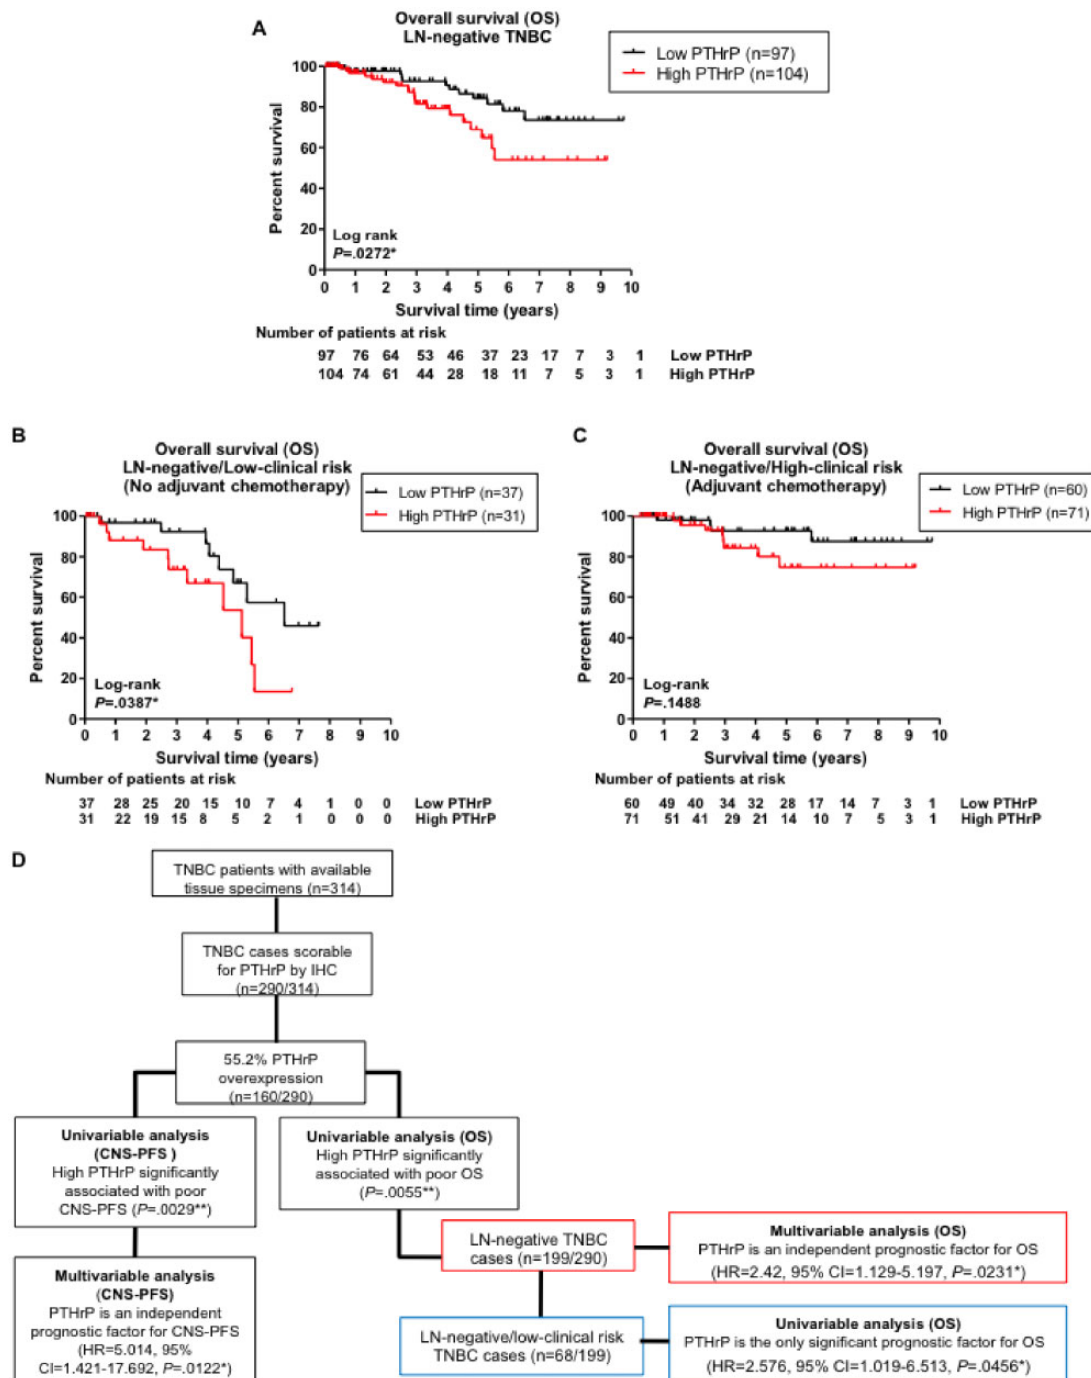 A
Overall survival (OS)
LN-negative TNBC
Low PTHrP (n=97)
High PTHrP (n=104)
Percent survival
100
80
60
40
20
0
Log rank
P=.0272*
0 1 2 3 4 5 6 7 8 9 10
Survival time (years)
Number of patients at risk
97 76 64 53 46 37 23 17 7 3 1 Low PTHrP
104 74 61 44 28 18 11 7 5 3 1 High PTHrP
B
Overall survival (OS)
LN-negative/Low-clinical risk
(No adjuvant chemotherapy)
Low PTHrP (n=37)
High PTHrP (n=31)
Percent survival
100
80
60
40
20
0
Log-rank
P=.0387*
0 1 2 3 4 5 6 7 8 9 10
Survival time (years)
Number of patients at risk
37 28 25 20 15 10 7 4 1 0 0 Low PTHrP
31 22 19 15 8 5 2 1 0 0 0 High PTHrP
C
Overall survival (OS)
LN-negative/High-clinical risk
(Adjuvant chemotherapy)
Low PTHrP (n=60)
High PTHrP (n=71)
Percent survival
100
80
60
40
20
0
Log-rank
P=.1488
0 1 2 3 4 5 6 7 8 9 10
Survival time (years)
Number of patients at risk
60 49 40 34 32 28 17 14 7 3 1 Low PTHrP
71 51 41 29 21 14 10 7 5 3 1 High PTHrP
D
TNBC patients with available
tissue specimens (n=314)
TNBC cases scorable
for PTHrP by IHC
(n=290/314)
55.2% PTHrP
overexpression
(n=160/290)
Univariable analysis
(CNS-PFS )
High PTHrP significantly
associated with poor
CNS-PFS (P=.0029**)
Multivariable analysis
(CNS-PFS)
PTHrP is an independent
prognostic factor for CNS-PFS
(HR=5.014, 95%
CI=1.421-17.692, P=.0122*)
Univariable analysis (OS)
High PTHrP significantly
associated with poor OS
(P=.0055**)
LN-negative TNBC
cases (n=199/290)
Multivariable analysis (OS)
PTHrP is an independent prognostic factor for OS
(HR=2.42, 95% CI=1.129-5.197, P=.0231*)
LN-negative/low-clinical risk
TNBC cases (n=68/199)
Univariable analysis (OS)
PTHrP is the only significant prognostic factor for OS
(HR=2.576, 95% CI=1.019-6.513, P=.0456*)